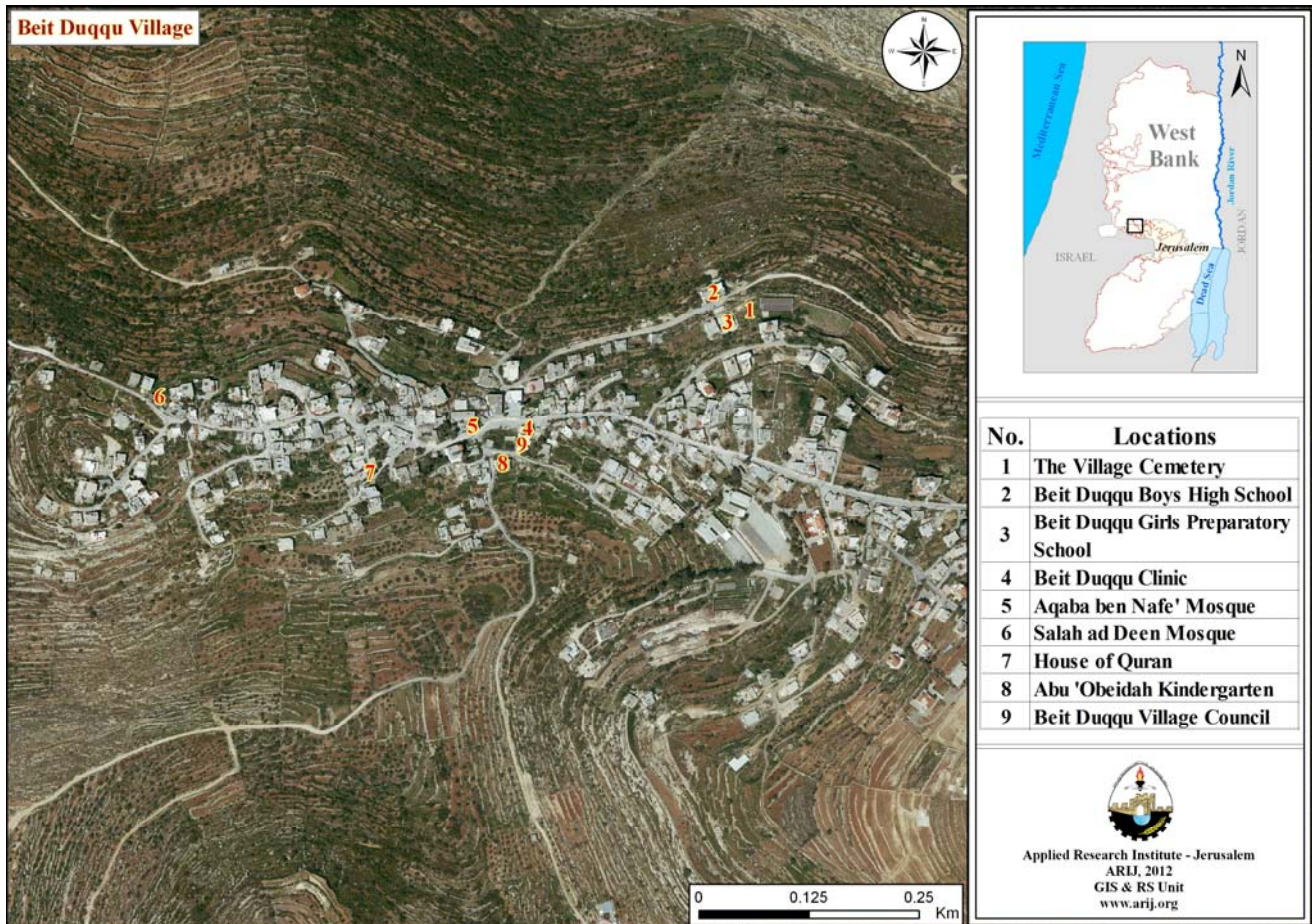 Beit Duqqu Village
N
W
E
S
2
1
3
6
5
4
9
8
7
0
0.125
0.25
Km
N
Mediterranean Sea
West
Bank
Jordan River
JORDAN
Jerusalem
ISRAEL
Dead Sea
No. Locations
1 The Village Cemetery
2 Beit Duqqu Boys High School
3 Beit Duqqu Girls Preparatory
School
4 Beit Duqqu Clinic
5 Aqaba ben Nafe' Mosque
6 Salah ad Deen Mosque
7 House of Quran
8 Abu 'Obeidah Kindergarten
9 Beit Duqqu Village Council
Applied Research Institute - Jerusalem
ARIJ, 2012
GIS & RS Unit
www.arij.org